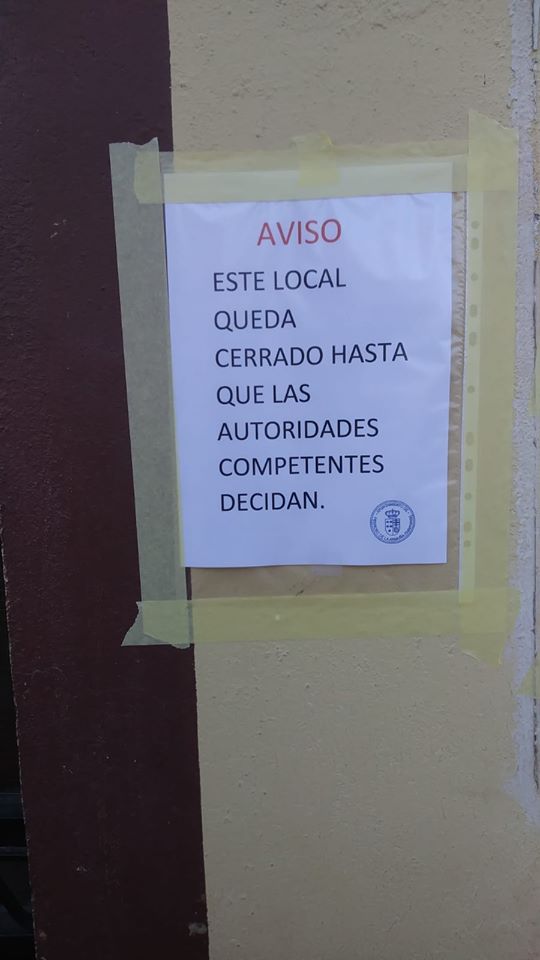 AVISO
ESTE LOCAL
QUEDA
CERRADO HASTA
QUE LAS
AUTORIDADES
COMPETENTES
DECIDAN.